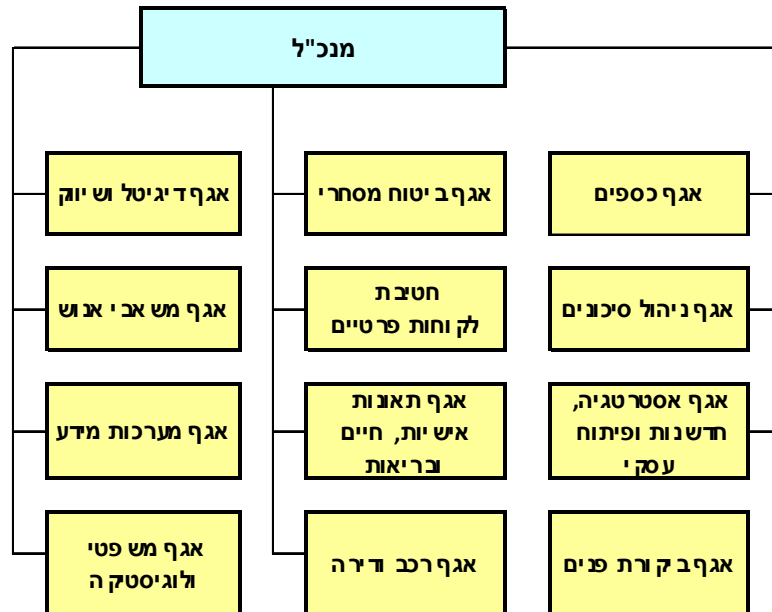 מנכ"ל
אגף כספים
אגף ביטוח מסחרי
אגף דיגיטל ושיווק
אגף ניהול סיכונים
חטיבת
לקוחות פרטיים
אגף משאבי אנוש
אגף אסטרטגיה,
חדשנות ופיתוח
עסקי
אגף תאונות
אישיות, חיים
ובריאות
אגף מערכות מידע
אגף ביקורת פנים
אגף רכב ודירה
אגף משפטי
ולוגיסטיקה